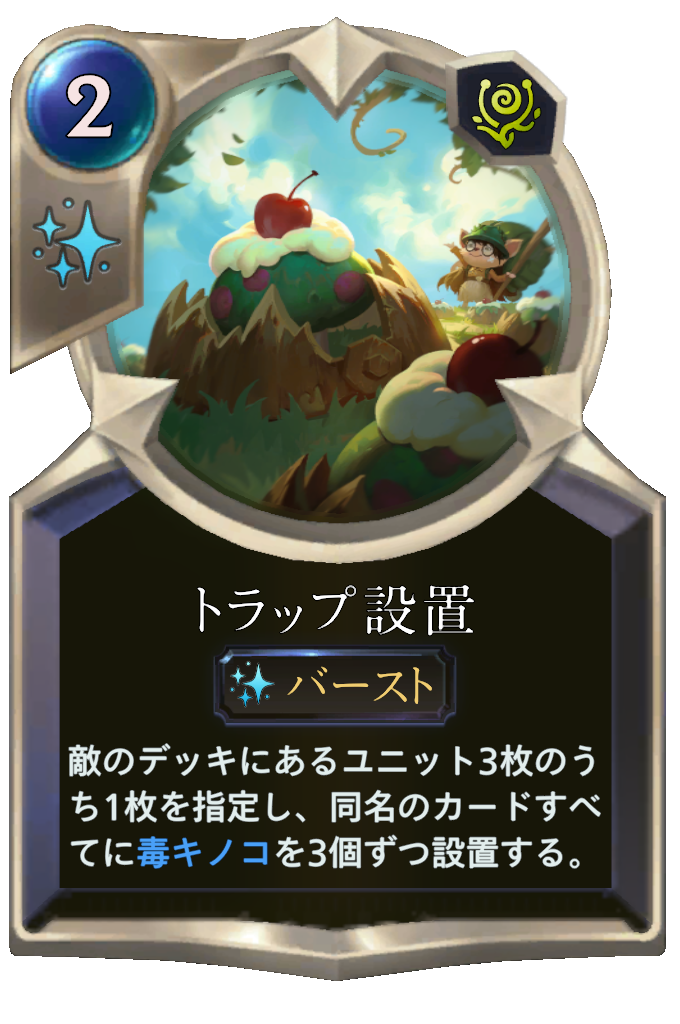 2
トラップ設置
バースト
敵のデッキにあるユニット3枚のう
ち1枚を指定し、同名のカードすべ
てに毒キノコを3個ずつ設置する。